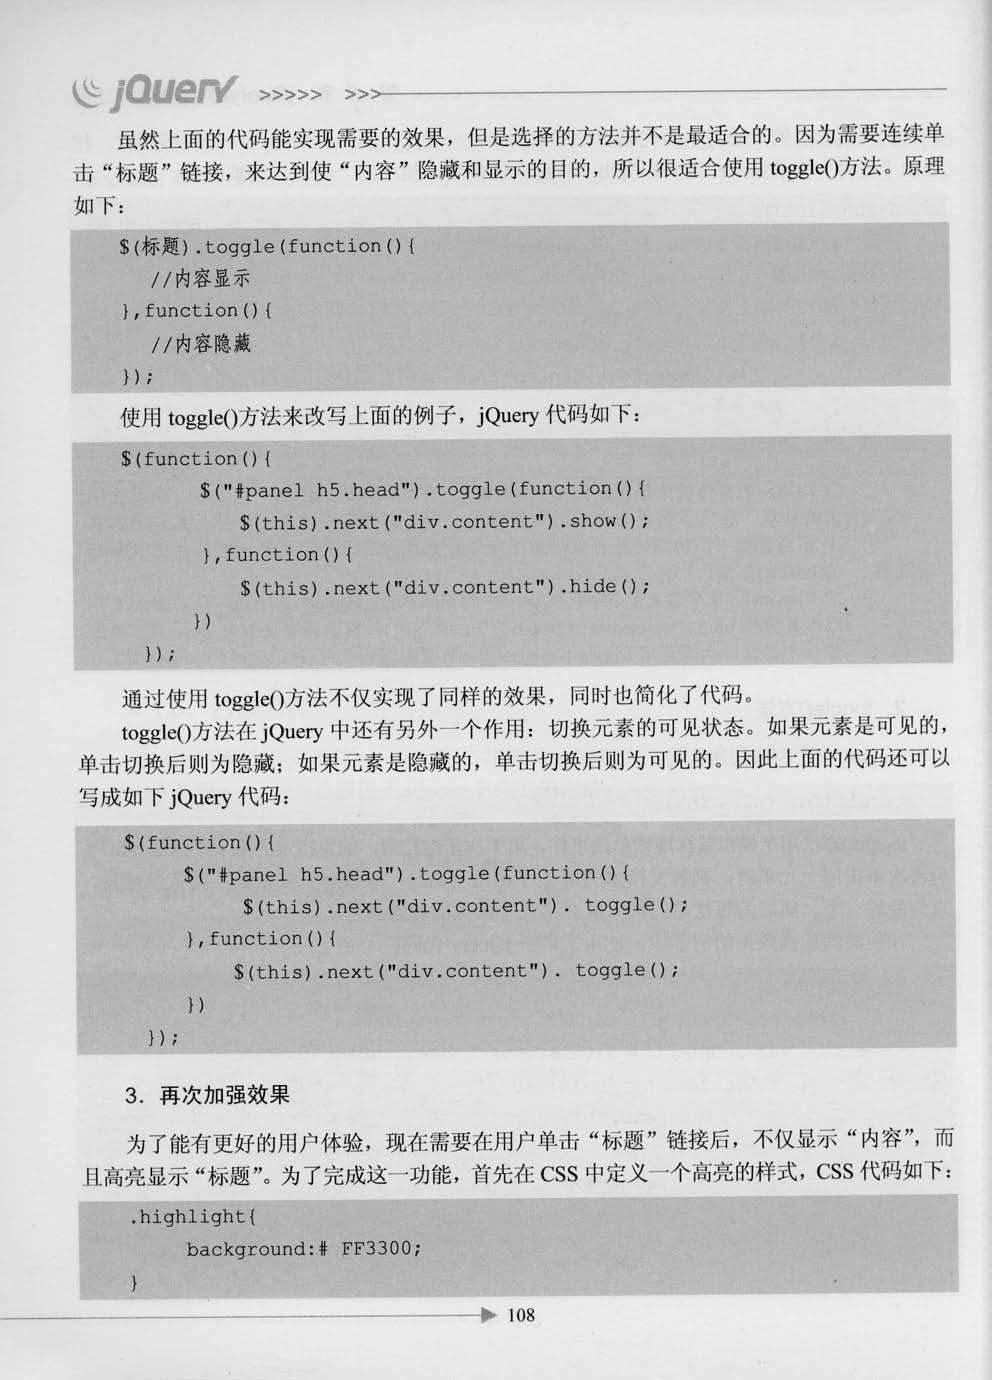 jQuery >>>>> >>>
虽然上面的代码能实现需要的效果，但是选择的方法并不是最适合的。因为需要连续单
击“标题”链接，来达到使“内容”隐藏和显示的目的，所以很适合使用 toggle()方法。原理
如下：
$(标题).toggle(function(){
//内容显示
},function(){
//内容隐藏
});
使用 toggle()方法来改写上面的例子，jQuery 代码如下：
$(function(){
$("#panel h5.head").toggle(function(){
$(this).next("div.content").show();
},function(){
$(this).next("div.content").hide();
})
});
通过使用 toggle()方法不仅实现了同样的效果，同时也简化了代码。
toggle()方法在 jQuery 中还有另外一个作用：切换元素的可见状态。如果元素是可见的，
单击切换后则为隐藏；如果元素是隐藏的，单击切换后则为可见的。因此上面的代码还可以
写成如下 jQuery 代码：
$(function(){
$("#panel h5.head").toggle(function(){
$(this).next("div.content"). toggle();
},function(){
$(this).next("div.content"). toggle();
})
});
3．再次加强效果
为了能有更好的用户体验，现在需要在用户单击“标题”链接后，不仅显示“内容”，而
且高亮显示“标题”。为了完成这一功能，首先在 CSS 中定义一个高亮的样式，CSS 代码如下：
.highlight{
background:# FF3300;
}
108